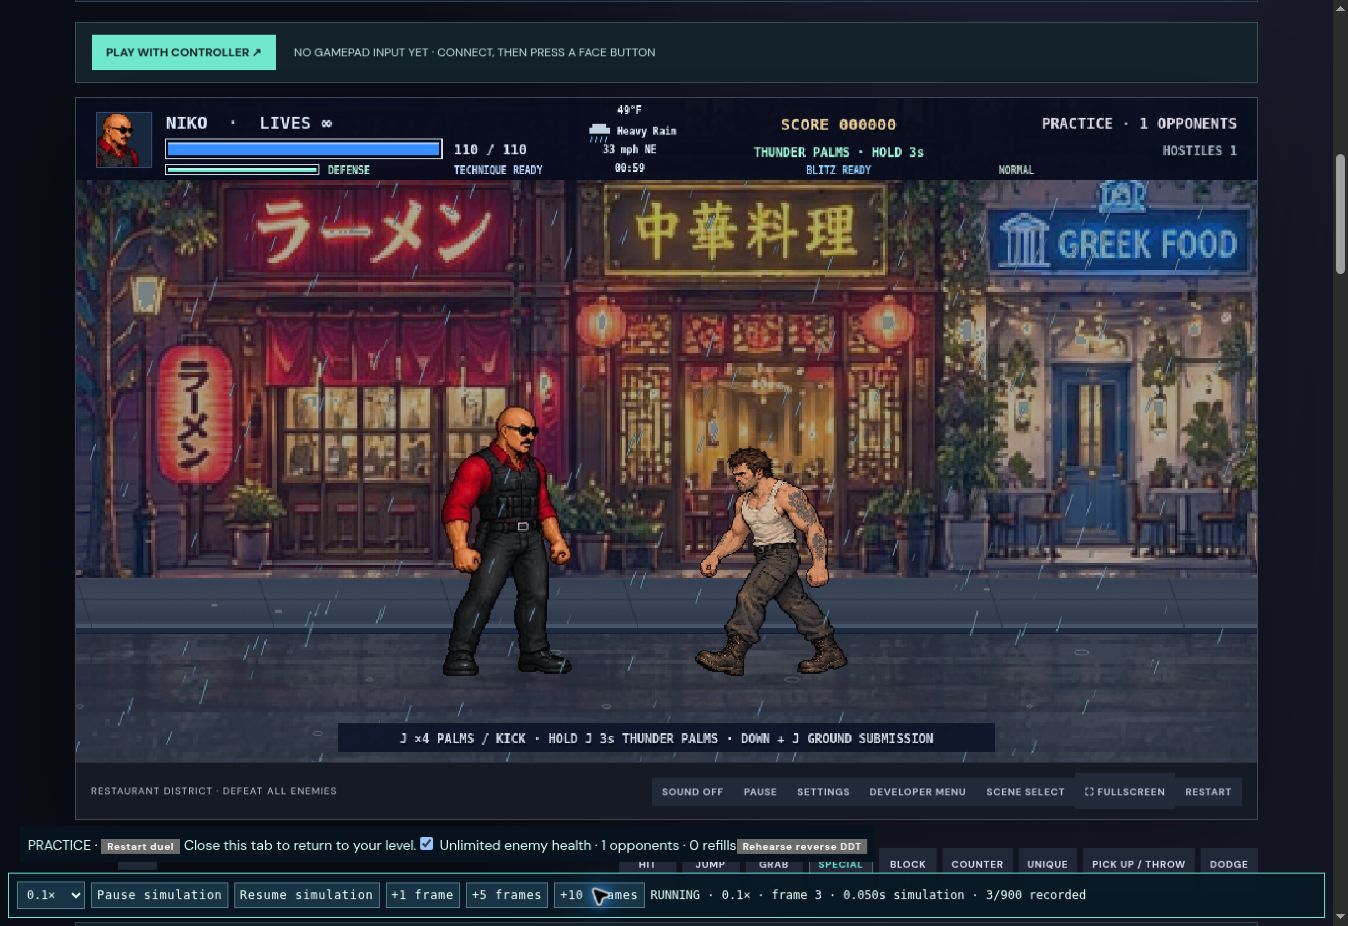 PLAY WITH CONTROLLER ↗
NO GAMEPAD INPUT YET · CONNECT, THEN PRESS A FACE BUTTON
NIKO · LIVES ∞
110 / 110
DEFENSE
TECHNIQUE READY
49°F
Heavy Rain
33 mph NE
00:59
SCORE 000000
THUNDER PALMS · HOLD 3s
BLITZ READY
PRACTICE · 1 OPPONENTS
HOSTILES 1
NORMAL
ラーメン
中華料理
GREEK FOOD
ラーメン
J ×4 PALMS / KICK · HOLD J 3s THUNDER PALMS · DOWN + J GROUND SUBMISSION
RESTAURANT DISTRICT · DEFEAT ALL ENEMIES
SOUND OFF
PAUSE
SETTINGS
DEVELOPER MENU
SCENE SELECT
⛶ FULLSCREEN
RESTART
PRACTICE · Restart duel Close this tab to return to your level. Unlimited enemy health · 1 opponents · 0 refills Rehearse reverse DDT
HIT
JUMP
GRAB
SPECIAL
BLOCK
COUNTER
UNIQUE
PICK UP / THROW
DODGE
0.1×
Pause simulation
Resume simulation
+1 frame
+5 frames
+10 frames
RUNNING · 0.1× · frame 3 · 0.050s simulation · 3/900 recorded